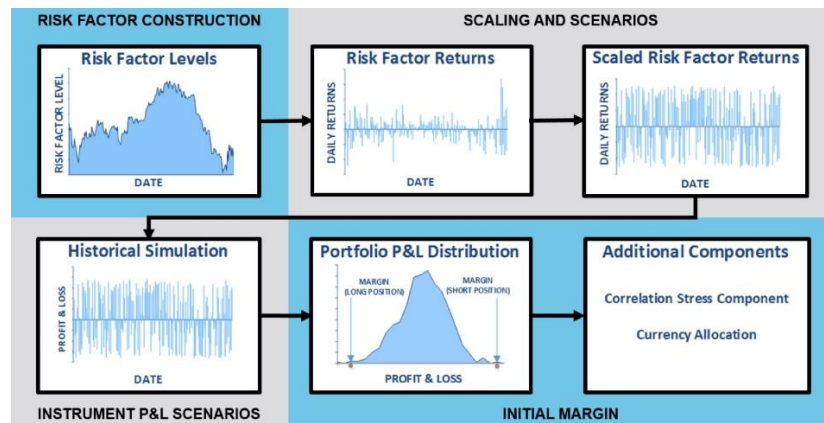 RISK FACTOR CONSTRUCTION
SCALING AND SCENARIOS
Risk Factor Levels
RISK FACTOR LEVEL
DATE
Risk Factor Returns
DAILY RETURNS
DATE
Scaled Risk Factor Returns
DAILY RETURNS
DATE
Historical Simulation
PROFIT & LOSS
DATE
Portfolio P&L Distribution
MARGIN
(LONG POSITION)
MARGIN
(SHORT POSITION)
PROFIT & LOSS
Additional Components
Correlation Stress Component
Currency Allocation
INSTRUMENT P&L SCENARIOS
INITIAL MARGIN